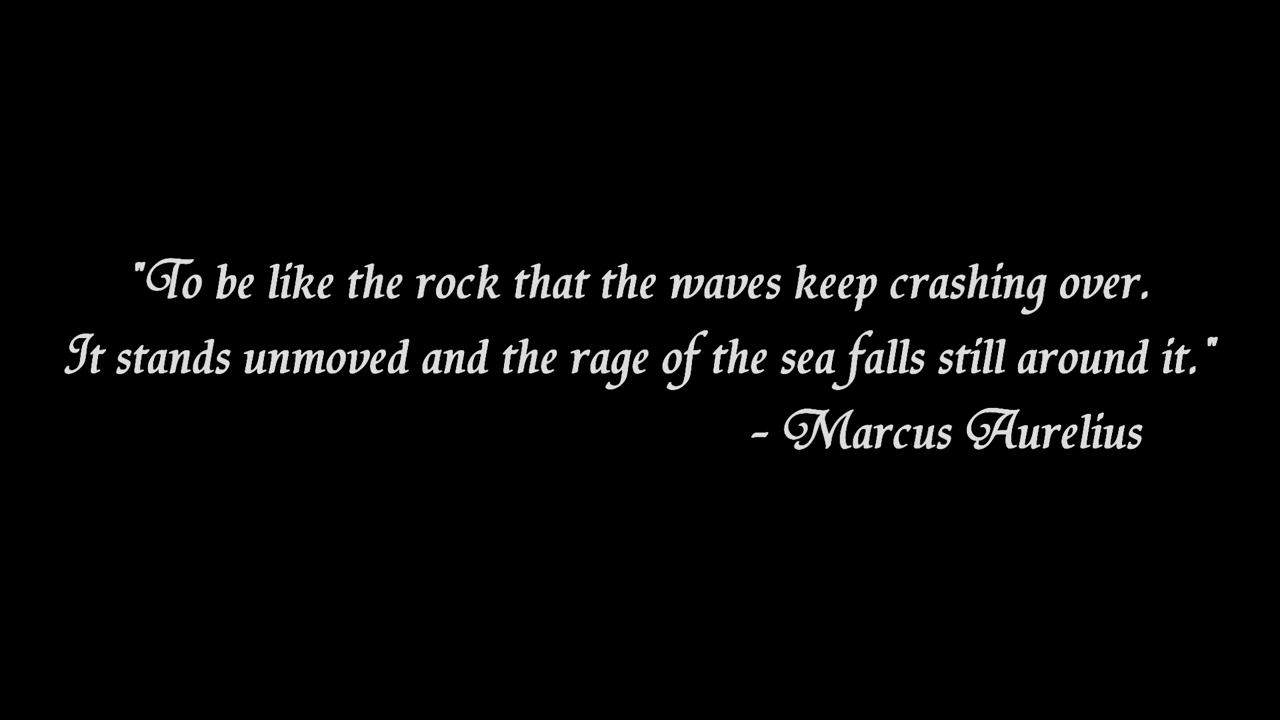 "To be like the rock that the waves keep crashing over.
It stands unmoved and the rage of the sea falls still around it."
- Marcus Aurelius